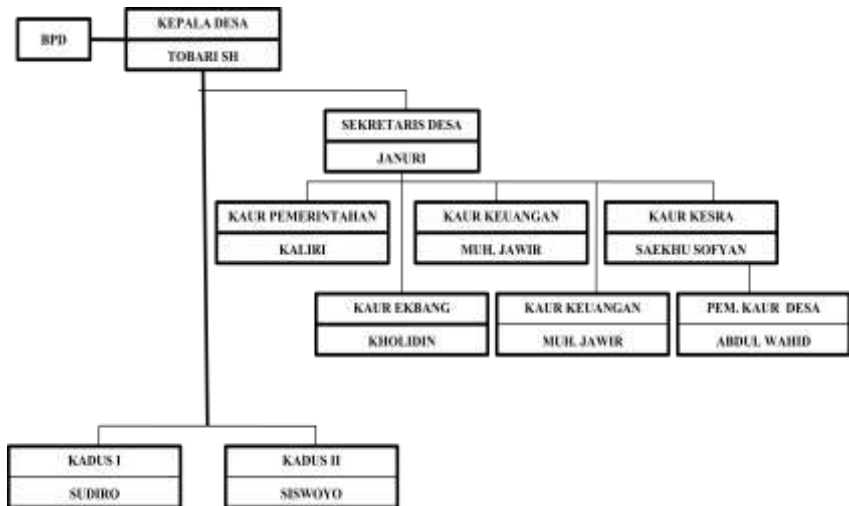 KEPALA DESA
BPD
TOBARI SH
SEKRETARIS DESA
JANURI
KAUR PEMERINTAHAN
KALIRI
KAUR KEUANGAN
MUH. JAWIR
KAUR KESRA
SAEKHU SOFYAN
KAUR EKBANG
KHOLIDIN
KAUR KEUANGAN
MUH. JAWIR
PEM. KAUR DESA
ABDUL WAHID
KADUS I
SUDIRO
KADUS II
SISWOYO